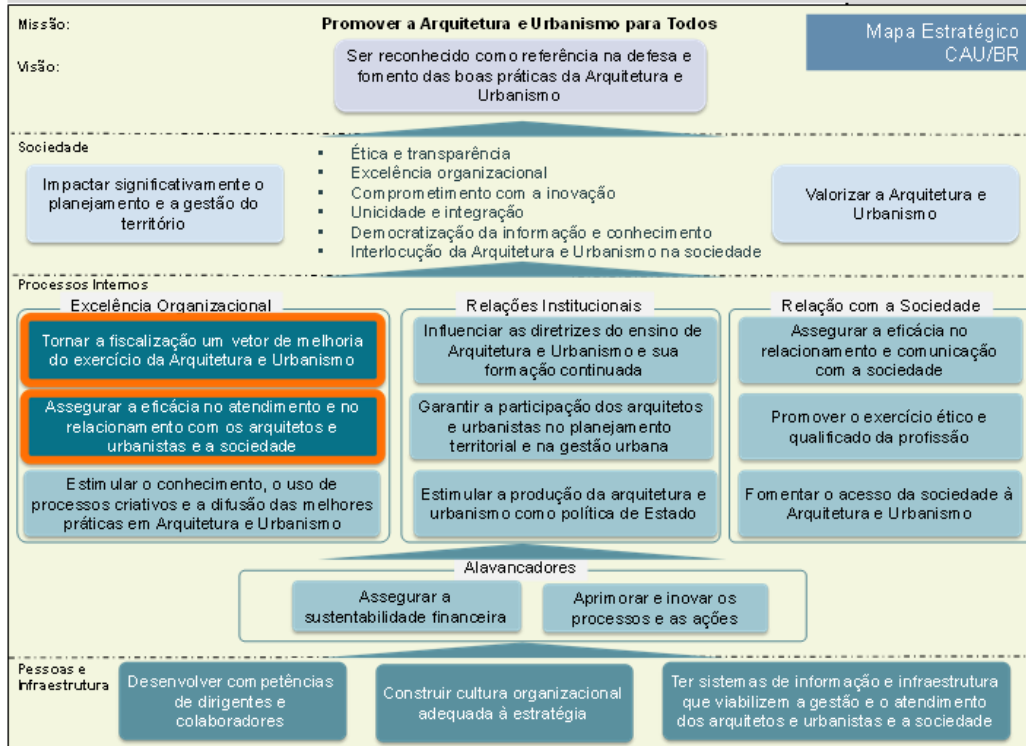 Missão:
Promover a Arquitetura e Urbanismo para Todos
Mapa Estratégico
CAU/BR
Visão:
Ser reconhecido como referência na defesa e
fomento das boas práticas da Arquitetura e
Urbanismo
Sociedade
Impactar significativamente o
planejamento e a gestão do
território
▪ Ética e transparência
▪ Excelência organizacional
▪ Comprometimento com a inovação
▪ Unicidade e integração
▪ Democratização da informação e conhecimento
▪ Interlocução da Arquitetura e Urbanismo na sociedade
Valorizar a Arquitetura e
Urbanismo
Processos Internos
Excelência Organizacional
Tornar a fiscalização um vetor de melhoria
do exercício da Arquitetura e Urbanismo
Assegurar a eficácia no atendimento e no
relacionamento com os arquitetos e
urbanistas e a sociedade
Estimular o conhecimento, o uso de
processos criativos e a difusão das melhores
práticas em Arquitetura e Urbanismo
Relações Institucionais
Influenciar as diretrizes do ensino de
Arquitetura e Urbanismo e sua
formação continuada
Garantir a participação dos arquitetos
e urbanistas no planejamento
territorial e na gestão urbana
Estimular a produção da arquitetura e
urbanismo como política de Estado
Relação com a Sociedade
Assegurar a eficácia no
relacionamento e comunicação
com a sociedade
Promover o exercício ético e
qualificado da profissão
Fomentar o acesso da sociedade à
Arquitetura e Urbanismo
Alavancadores
Assegurar a
sustentabilidade financeira
Aprimorar e inovar os
processos e as ações
Pessoas e
Infraestrutura
Desenvolver competências
de dirigentes e
colaboradores
Construir cultura organizacional
adequada à estratégia
Ter sistemas de informação e infraestrutura
que viabilizem a gestão e o atendimento
dos arquitetos e urbanistas e a sociedade